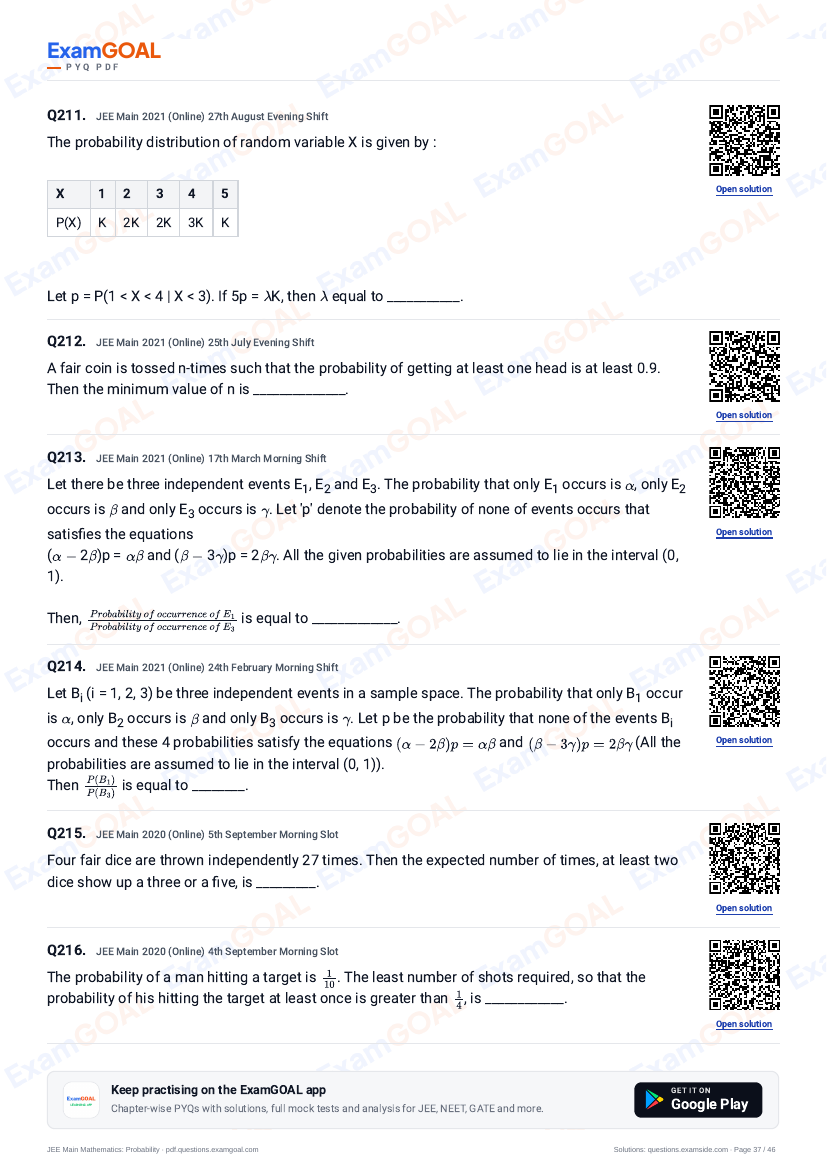 ExamGOAL
PYQ PDF
Q211. JEE Main 2021 (Online) 27th August Evening Shift
The probability distribution of random variable X is given by :
X 1 2 3 4 5
P(X) K 2K 2K 3K K
Let p = P(1 < X < 4 | X < 3). If 5p = λK, then λ equal to ___________.
Open solution
Q212. JEE Main 2021 (Online) 25th July Evening Shift
A fair coin is tossed n-times such that the probability of getting at least one head is at least 0.9.
Then the minimum value of n is ______________.
Open solution
Q213. JEE Main 2021 (Online) 17th March Morning Shift
Let there be three independent events E₁, E₂ and E₃. The probability that only E₁ occurs is α, only E₂
occurs is β and only E₃ occurs is γ. Let 'p' denote the probability of none of events occurs that
satisfies the equations
(α − 2β)p = αβ and (β − 3γ)p = 2βγ. All the given probabilities are assumed to lie in the interval (0,
1).
Then, Probability of occurrence of E₁ / Probability of occurrence of E₃ is equal to _____________.
Open solution
Q214. JEE Main 2021 (Online) 24th February Morning Shift
Let Bᵢ (i = 1, 2, 3) be three independent events in a sample space. The probability that only B₁ occur
is α, only B₂ occurs is β and only B₃ occurs is γ. Let p be the probability that none of the events Bᵢ
occurs and these 4 probabilities satisfy the equations (α − 2β)p = αβ and (β − 3γ)p = 2βγ (All the
probabilities are assumed to lie in the interval (0, 1)).
Then P(B₁)/P(B₃) is equal to ________.
Open solution
Q215. JEE Main 2020 (Online) 5th September Morning Slot
Four fair dice are thrown independently 27 times. Then the expected number of times, at least two
dice show up a three or a five, is _________.
Open solution
Q216. JEE Main 2020 (Online) 4th September Morning Slot
The probability of a man hitting a target is 1/10. The least number of shots required, so that the
probability of his hitting the target at least once is greater than 1/4, is ____________.
Open solution
ExamGOAL
Keep practising on the ExamGOAL app
Chapter-wise PYQs with solutions, full mock tests and analysis for JEE, NEET, GATE and more.
GET IT ON
Google Play
JEE Main Mathematics: Probability · pdf.questions.examgoal.com
Solutions: questions.examside.com · Page 37 / 46